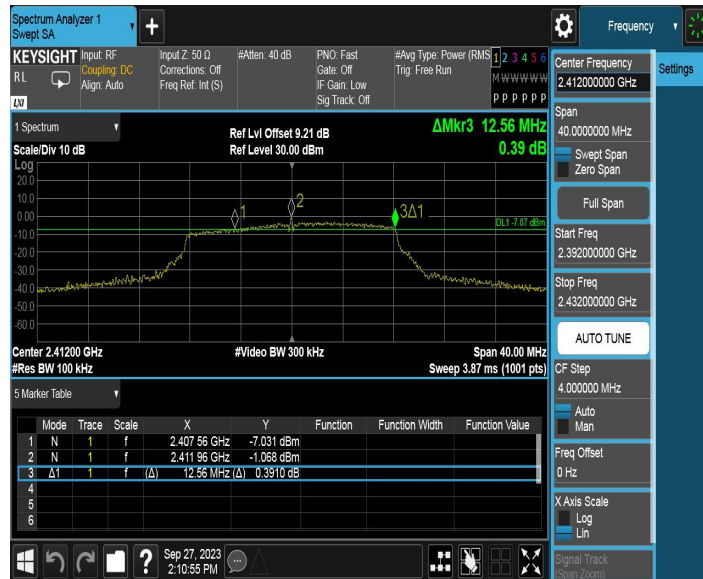 Spectrum Analyzer 1
Swept SA
Frequency
KEYSIGHT
RL
LXI
Input: RF
Coupling: DC
Align: Auto
Input Z: 50 Ω
Corrections: Off
Freq Ref: Int (S)
#Atten: 40 dB
PNO: Fast
Gate: Off
IF Gain: Low
Sig Track: Off
#Avg Type: Power (RMS
Trig: Free Run
1 2 3 4 5 6
M W W W W W
P P P P P P
1 Spectrum
Scale/Div 10 dB
Ref Lvl Offset 9.21 dB
Ref Level 30.00 dBm
ΔMkr3 12.56 MHz
0.39 dB
Log
20.0
10.0
0.00
-10.0
-20.0
-30.0
-40.0
-50.0
-60.0
1
2
3Δ1
DL1 -7.07 dBm
Center 2.41200 GHz
#Res BW 100 kHz
#Video BW 300 kHz
Span 40.00 MHz
Sweep 3.87 ms (1001 pts)
5 Marker Table
Mode Trace Scale X Y Function Function Width Function Value
1 N 1 f 2.407 56 GHz -7.031 dBm
2 N 1 f 2.411 96 GHz -1.068 dBm
3 Δ1 1 f (Δ) 12.56 MHz (Δ) 0.3910 dB
4
5
6
Sep 27, 2023
2:10:55 PM
Center Frequency
2.412000000 GHz
Settings
Span
40.0000000 MHz
Swept Span
Zero Span
Full Span
Start Freq
2.392000000 GHz
Stop Freq
2.432000000 GHz
AUTO TUNE
CF Step
4.000000 MHz
Auto
Man
Freq Offset
0 Hz
X Axis Scale
Log
Lin
Signal Track
(Span Zoom)